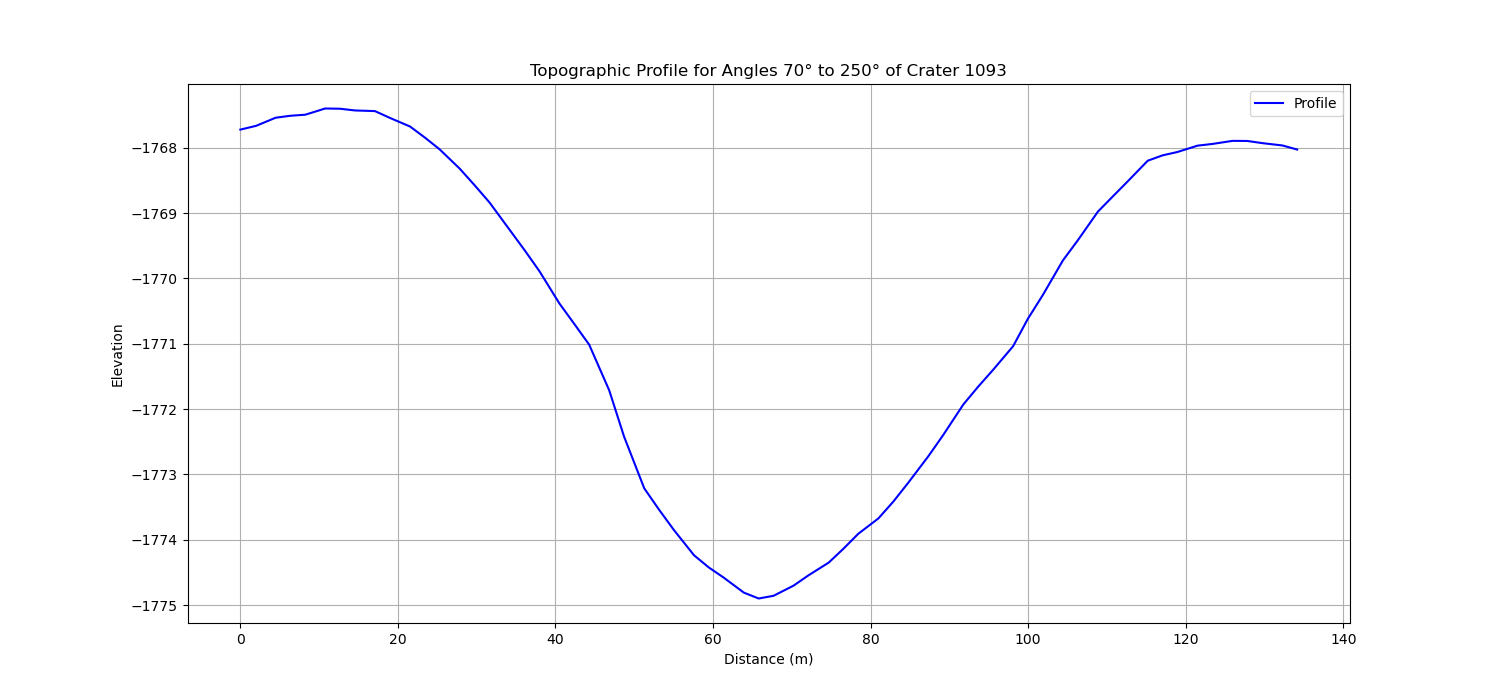 Topographic Profile for Angles 70° to 250° of Crater 1093
Profile
−1768
−1769
−1770
−1771
−1772
−1773
−1774
−1775
Elevation
0 20 40 60 80 100 120 140
Distance (m)